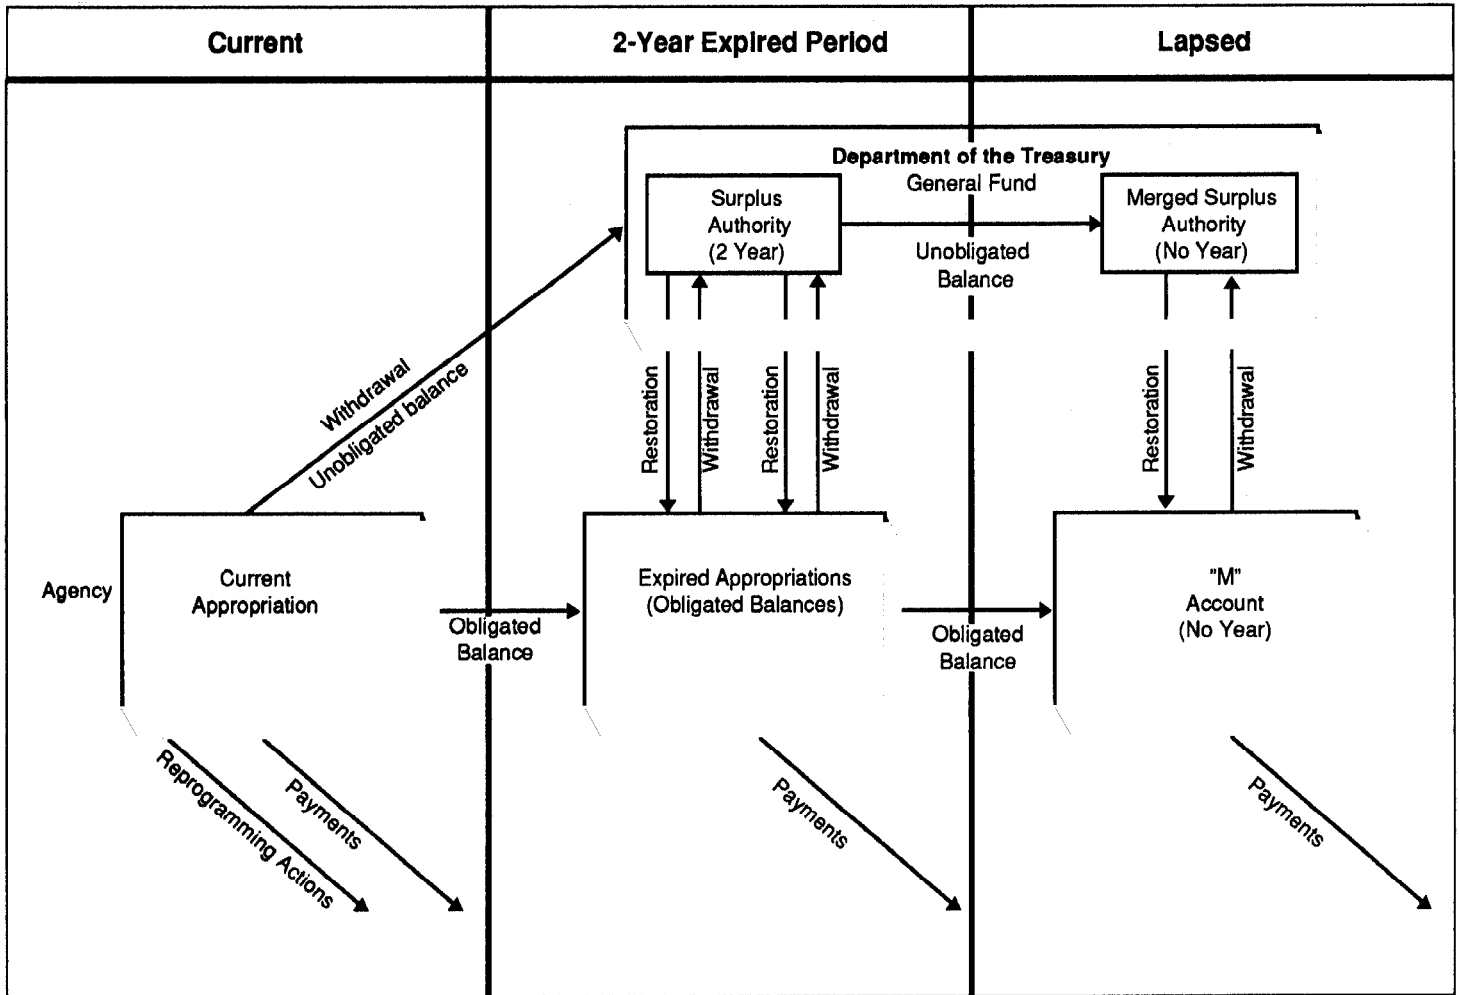 Current
2-Year Expired Period
Lapsed
Department of the Treasury
General Fund
Surplus
Authority
(2 Year)
Unobligated
Balance
Merged Surplus
Authority
(No Year)
Withdrawal
Unobligated balance
Restoration
Withdrawal
Restoration
Withdrawal
Restoration
Withdrawal
Agency
Current
Appropriation
Obligated
Balance
Expired Appropriations
(Obligated Balances)
Obligated
Balance
"M"
Account
(No Year)
Reprogramming Actions
Payments
Payments
Payments